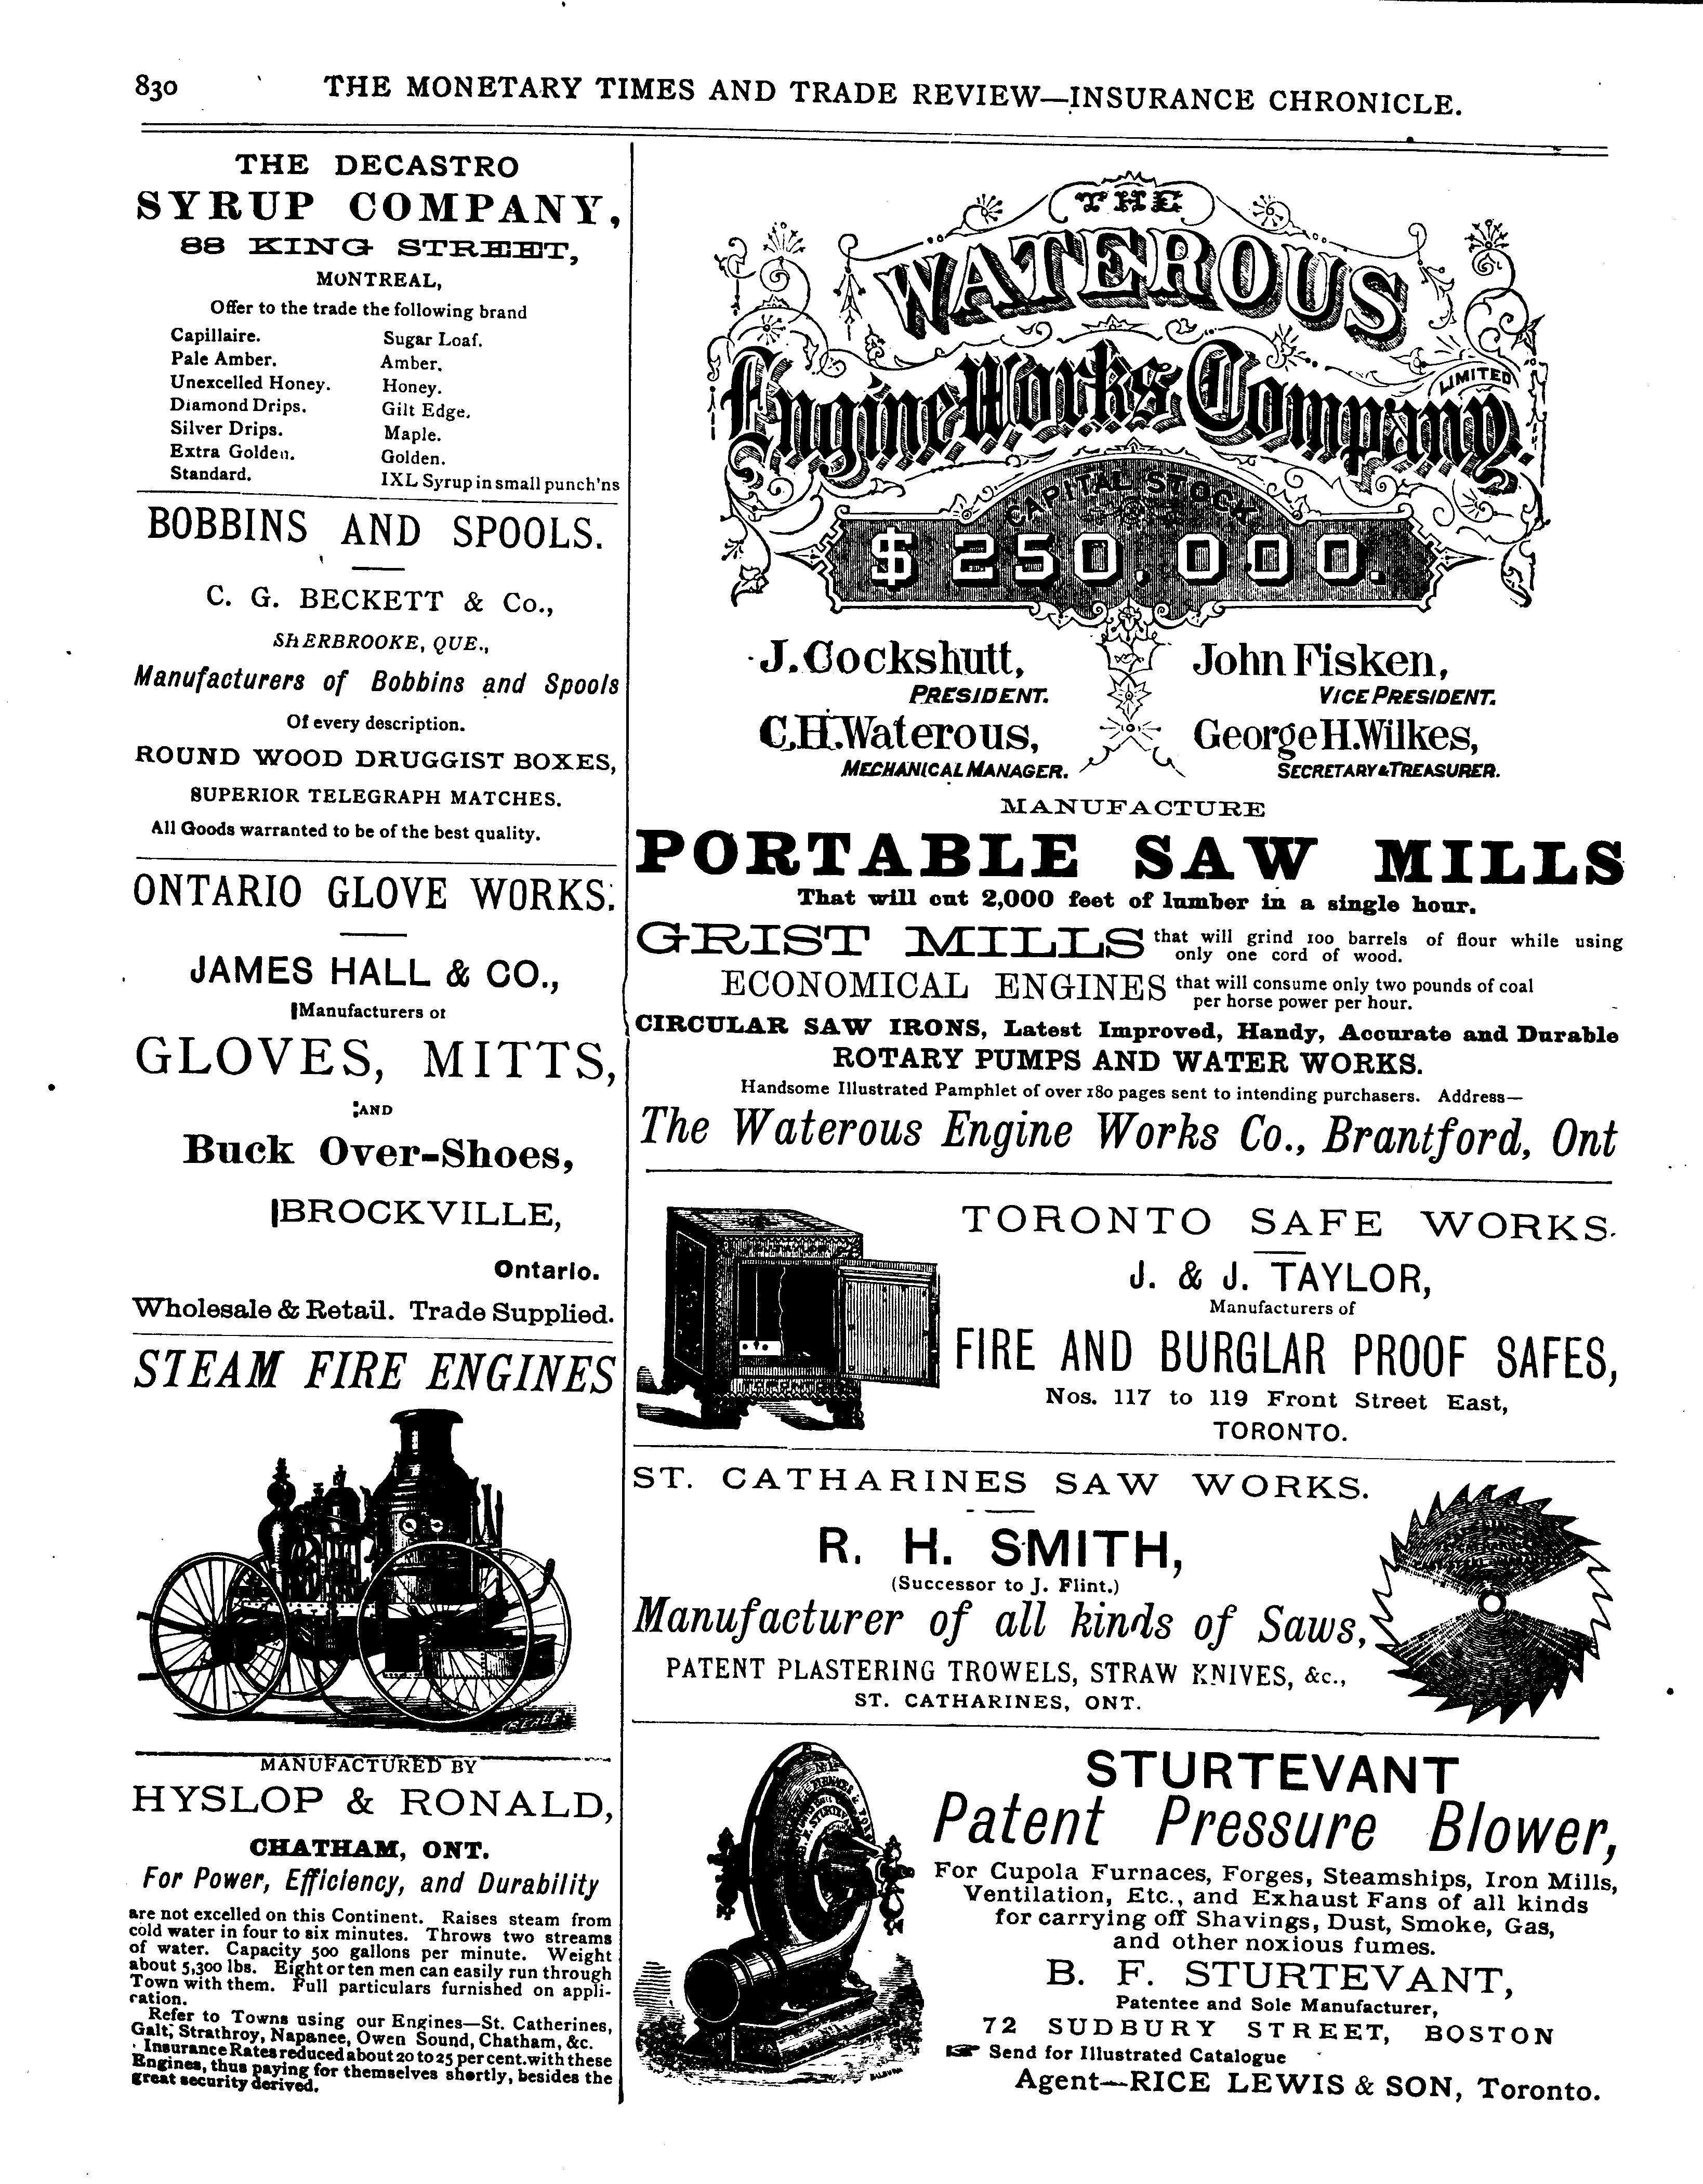 830 THE MONETARY TIMES AND TRADE REVIEW—INSURANCE CHRONICLE.
THE DECASTRO
SYRUP COMPANY,
88 KING STREET,
MONTREAL,
Offer to the trade the following brand
Capillaire. Sugar Loaf.
Pale Amber. Amber.
Unexcelled Honey. Honey.
Diamond Drips. Gilt Edge.
Silver Drips. Maple.
Extra Golden. Golden.
Standard. IXL Syrup in small punch'ns
BOBBINS AND SPOOLS.
C. G. BECKETT & Co.,
SHERBROOKE, QUE.,
Manufacturers of Bobbins and Spools
Of every description.
ROUND WOOD DRUGGIST BOXES,
SUPERIOR TELEGRAPH MATCHES.
All Goods warranted to be of the best quality.
ONTARIO GLOVE WORKS.
JAMES HALL & CO.,
Manufacturers of
GLOVES, MITTS,
AND
Buck Over-Shoes,
BROCKVILLE,
Ontario.
Wholesale & Retail. Trade Supplied.
STEAM FIRE ENGINES
MANUFACTURED BY
HYSLOP & RONALD,
CHATHAM, ONT.
For Power, Efficiency, and Durability
are not excelled on this Continent. Raises steam from
cold water in four to six minutes. Throws two streams
of water. Capacity 500 gallons per minute. Weight
about 5,300 lbs. Eight or ten men can easily run through
Town with them. Full particulars furnished on appli-
cation.
Refer to Towns using our Engines—St. Catherines,
Galt, Strathroy, Napanee, Owen Sound, Chatham, &c.
Insurance Rates reduced about 20 to 25 per cent. with these
Engines, thus paying for themselves shortly, besides the
great security derived.
THE
WATEROUS
Engine Works Company.
LIMITED
CAPITAL STOCK
$250,000.
J. Cockshutt, John Fisken,
PRESIDENT. VICE PRESIDENT.
C.H. Waterous, George H. Wilkes,
MECHANICAL MANAGER. SECRETARY & TREASURER.
MANUFACTURE
PORTABLE SAW MILLS
That will cut 2,000 feet of lumber in a single hour.
GRIST MILLS that will grind 100 barrels of flour while using
only one cord of wood.
ECONOMICAL ENGINES that will consume only two pounds of coal
per horse power per hour.
CIRCULAR SAW IRONS, Latest Improved, Handy, Accurate and Durable
ROTARY PUMPS AND WATER WORKS.
Handsome Illustrated Pamphlet of over 180 pages sent to intending purchasers. Address—
The Waterous Engine Works Co., Brantford, Ont
TORONTO SAFE WORKS.
J. & J. TAYLOR,
Manufacturers of
FIRE AND BURGLAR PROOF SAFES,
Nos. 117 to 119 Front Street East,
TORONTO.
ST. CATHARINES SAW WORKS.
R. H. SMITH,
(Successor to J. Flint.)
Manufacturer of all kinds of Saws,
PATENT PLASTERING TROWELS, STRAW KNIVES, &c.,
ST. CATHARINES, ONT.
STURTEVANT
Patent Pressure Blower,
For Cupola Furnaces, Forges, Steamships, Iron Mills,
Ventilation, Etc., and Exhaust Fans of all kinds
for carrying off Shavings, Dust, Smoke, Gas,
and other noxious fumes.
B. F. STURTEVANT,
Patentee and Sole Manufacturer,
72 SUDBURY STREET, BOSTON
☞ Send for Illustrated Catalogue
Agent—RICE LEWIS & SON, Toronto.